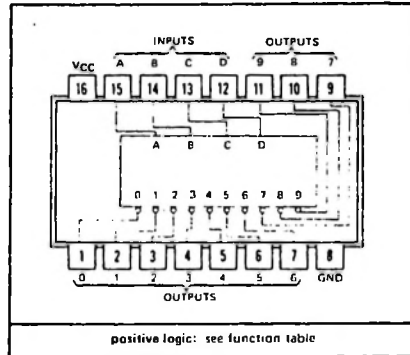 INPUTS OUTPUTS
VCC A B C D 9 8 7
16 15 14 13 12 11 10 9
A B C D
0 1 2 3 4 5 6 7 8 9
1 2 3 4 5 6 7 8
0 1 2 3 4 5 6 GND
OUTPUTS
positive logic: see function table